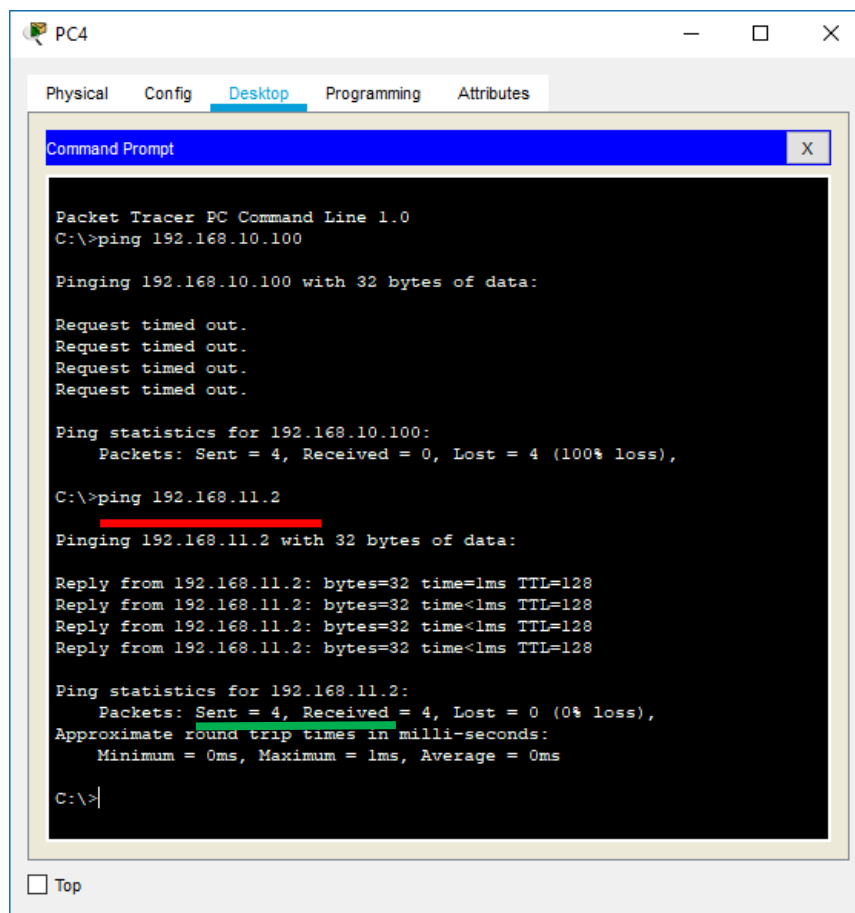 PC4
Physical Config Desktop Programming Attributes
Command Prompt X
Packet Tracer PC Command Line 1.0
C:\>ping 192.168.10.100
Pinging 192.168.10.100 with 32 bytes of data:
Request timed out.
Request timed out.
Request timed out.
Request timed out.
Ping statistics for 192.168.10.100:
Packets: Sent = 4, Received = 0, Lost = 4 (100% loss),
C:\>ping 192.168.11.2
Pinging 192.168.11.2 with 32 bytes of data:
Reply from 192.168.11.2: bytes=32 time=1ms TTL=128
Reply from 192.168.11.2: bytes=32 time<1ms TTL=128
Reply from 192.168.11.2: bytes=32 time<1ms TTL=128
Reply from 192.168.11.2: bytes=32 time<1ms TTL=128
Ping statistics for 192.168.11.2:
Packets: Sent = 4, Received = 4, Lost = 0 (0% loss),
Approximate round trip times in milli-seconds:
Minimum = 0ms, Maximum = 1ms, Average = 0ms
C:\>
Top